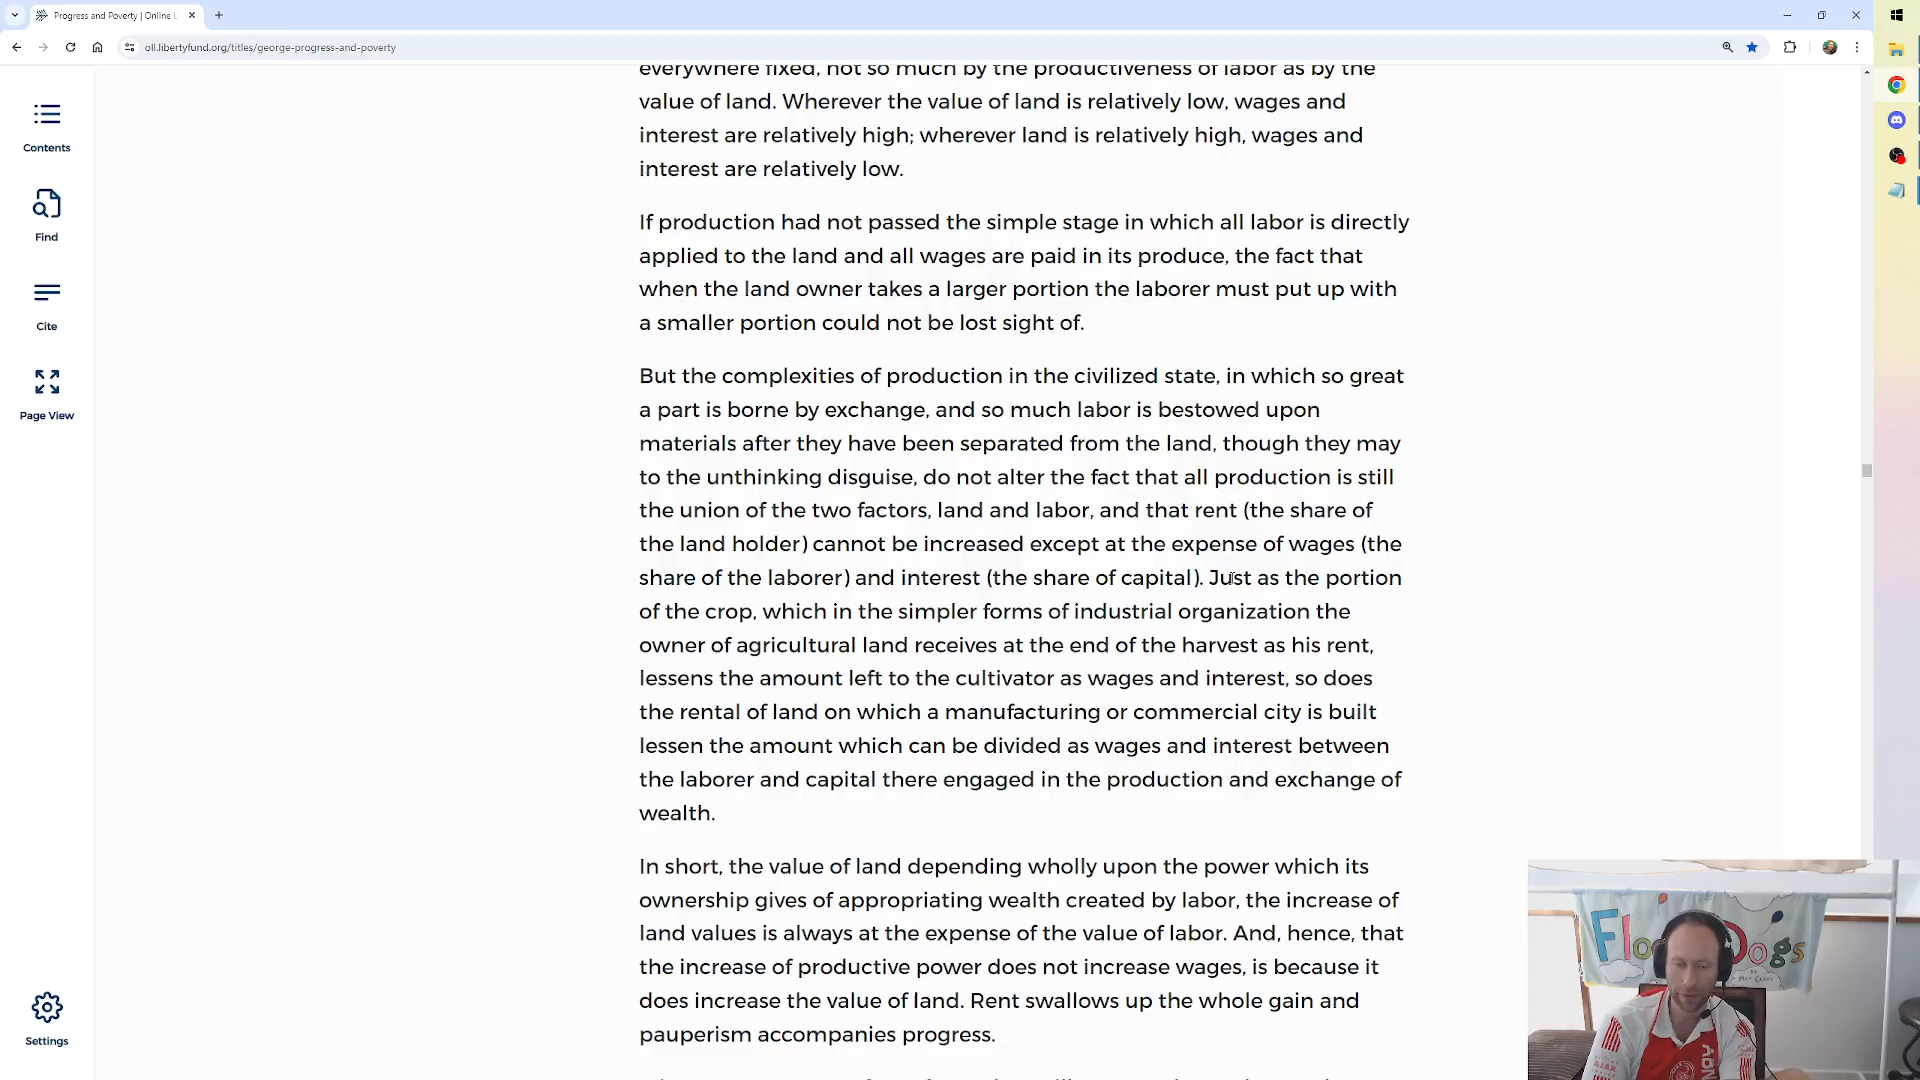 Progress and Poverty | Online L
oll.libertyfund.org/titles/george-progress-and-poverty
Contents
Find
Cite
Page View
Settings
everywhere fixed, not so much by the productiveness of labor as by the
value of land. Wherever the value of land is relatively low, wages and
interest are relatively high; wherever land is relatively high, wages and
interest are relatively low.
If production had not passed the simple stage in which all labor is directly
applied to the land and all wages are paid in its produce, the fact that
when the land owner takes a larger portion the laborer must put up with
a smaller portion could not be lost sight of.
But the complexities of production in the civilized state, in which so great
a part is borne by exchange, and so much labor is bestowed upon
materials after they have been separated from the land, though they may
to the unthinking disguise, do not alter the fact that all production is still
the union of the two factors, land and labor, and that rent (the share of
the land holder) cannot be increased except at the expense of wages (the
share of the laborer) and interest (the share of capital). Just as the portion
of the crop, which in the simpler forms of industrial organization the
owner of agricultural land receives at the end of the harvest as his rent,
lessens the amount left to the cultivator as wages and interest, so does
the rental of land on which a manufacturing or commercial city is built
lessen the amount which can be divided as wages and interest between
the laborer and capital there engaged in the production and exchange of
wealth.
In short, the value of land depending wholly upon the power which its
ownership gives of appropriating wealth created by labor, the increase of
land values is always at the expense of the value of labor. And, hence, that
the increase of productive power does not increase wages, is because it
does increase the value of land. Rent swallows up the whole gain and
pauperism accompanies progress.